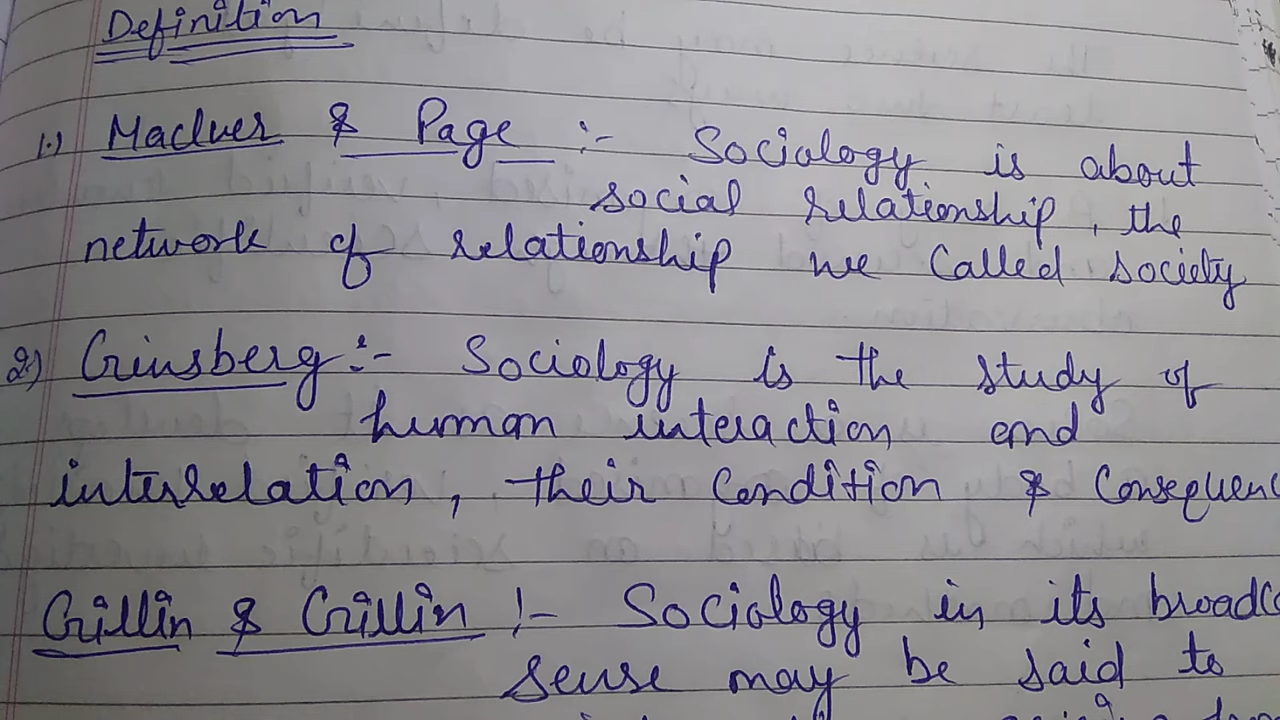 Definition
1.) MacIver & Page :- Sociology is about
social relationship, the
network of relationship we Called society
2.) Ginsberg :- Sociology is the study of
human interaction and
interrelation, their Condition & Consequenc
Gillin & Gillin :- Sociology in its broad
sense may be said to